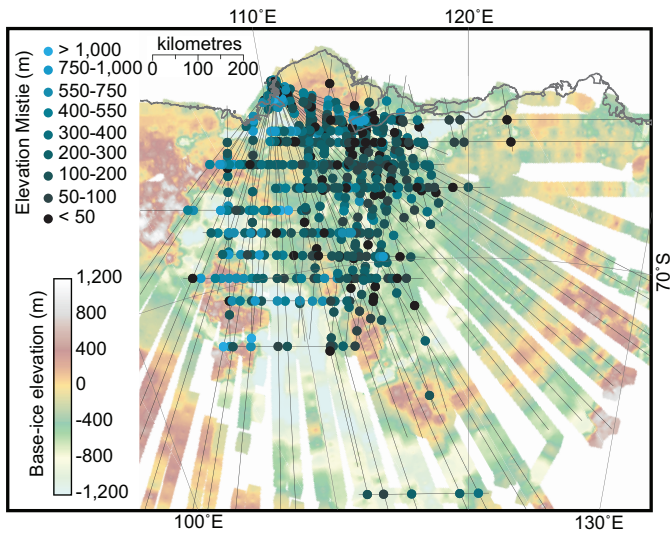 110˚E
120˚E
kilometres
0 100 200
Elevation Mistie (m)
> 1,000
750-1,000
550-750
400-550
300-400
200-300
100-200
50-100
< 50
Base-ice elevation (m)
1,200
800
400
0
-400
-800
-1,200
70˚S
100˚E
130˚E